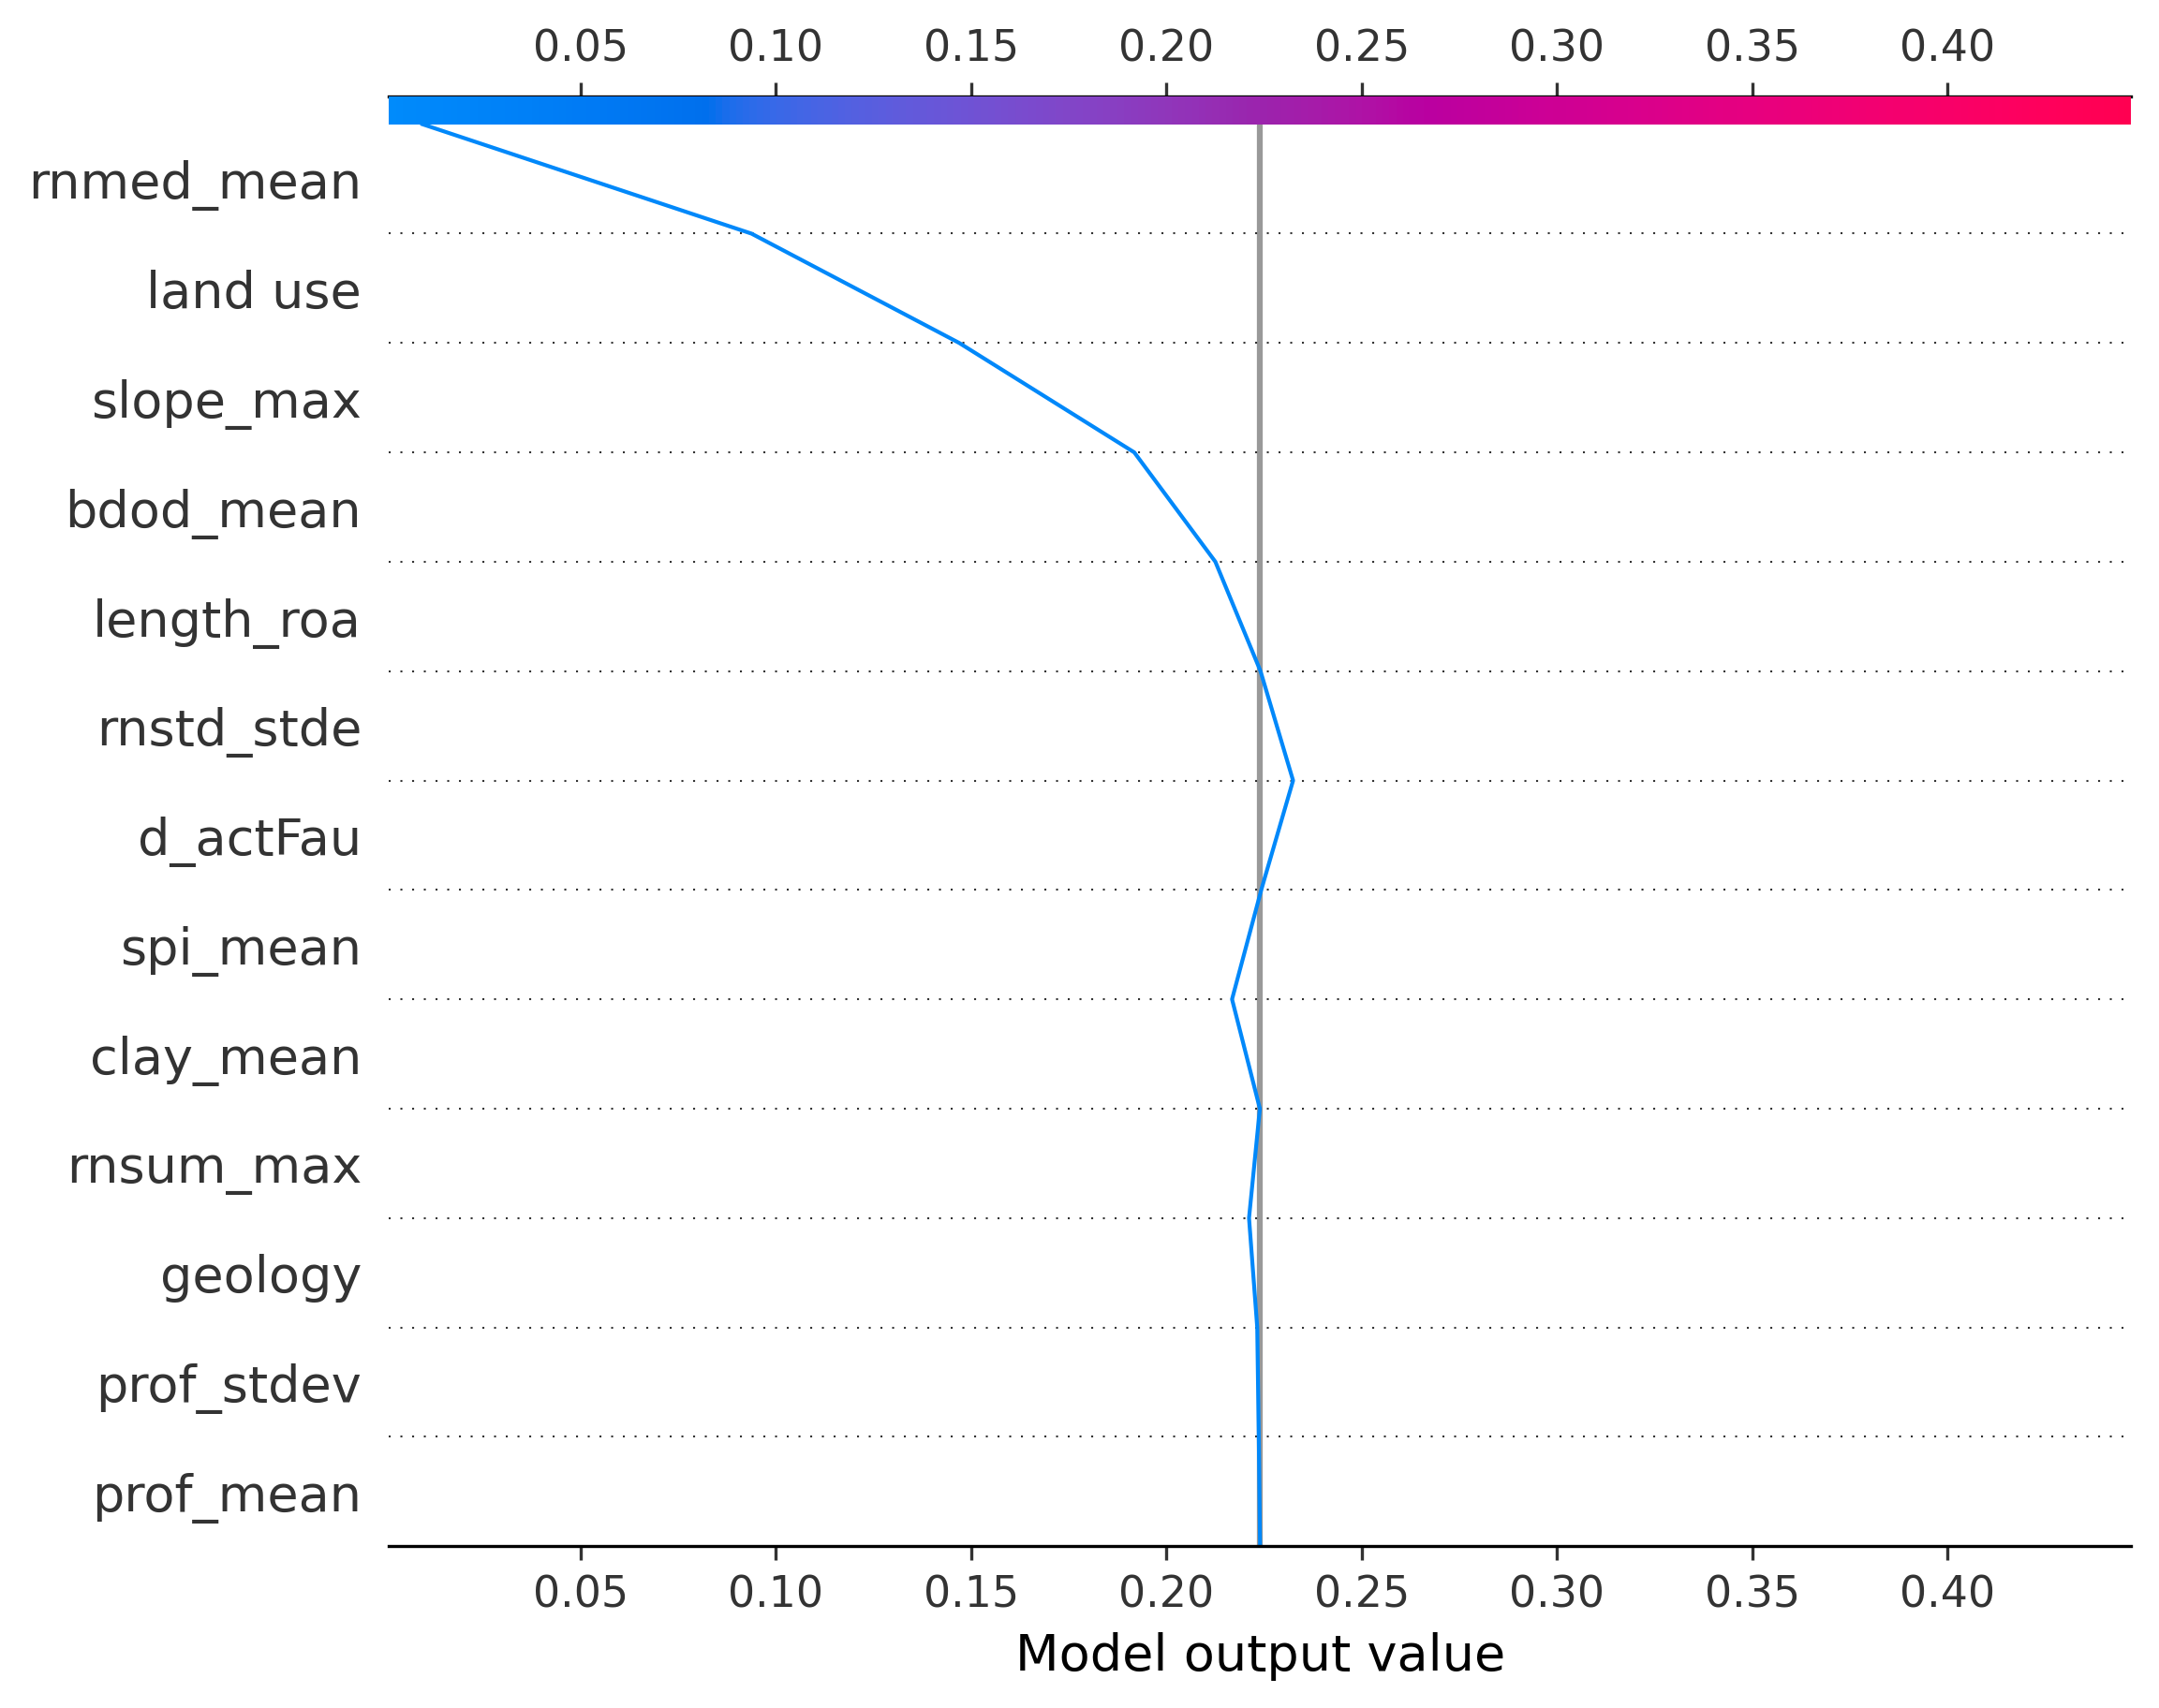 0.05 0.10 0.15 0.20 0.25 0.30 0.35 0.40
rnmed_mean
land use
slope_max
bdod_mean
length_roa
rnstd_stde
d_actFau
spi_mean
clay_mean
rnsum_max
geology
prof_stdev
prof_mean
0.05 0.10 0.15 0.20 0.25 0.30 0.35 0.40
Model output value